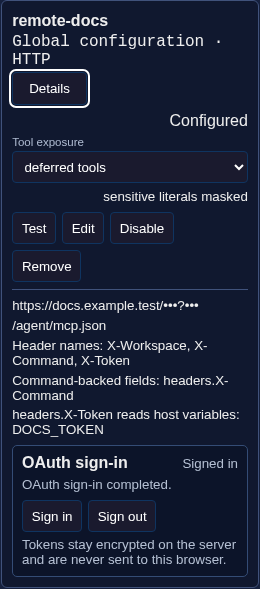 remote-docs
Global configuration ·
HTTP
Details
Configured
Tool exposure
deferred tools
sensitive literals masked
Test Edit Disable
Remove
https://docs.example.test/•••?•••
/agent/mcp.json
Header names: X-Workspace, X-
Command, X-Token
Command-backed fields: headers.X-
Command
headers.X-Token reads host variables:
DOCS_TOKEN
OAuth sign-in Signed in
OAuth sign-in completed.
Sign in Sign out
Tokens stay encrypted on the server
and are never sent to this browser.